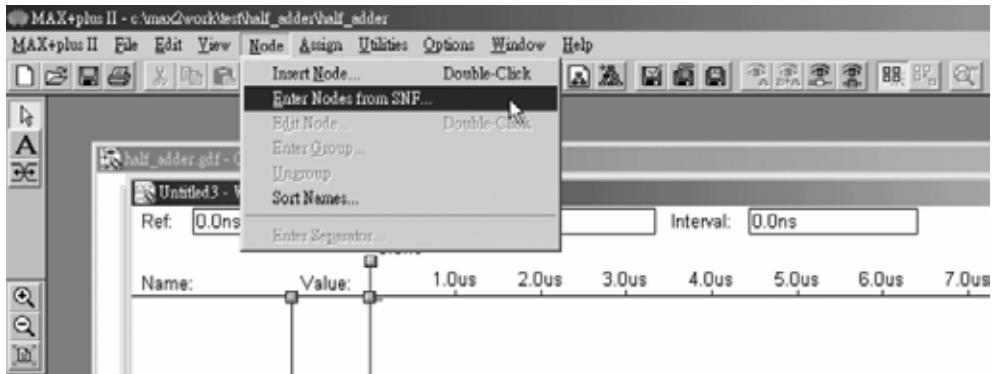 MAX+plus II - c:\max2work\test\half_adder\half_adder
MAX+plus II File Edit View Node Assign Utilities Options Window Help
Insert Node... Double-Click
Enter Nodes from SNF...
Edit Node... Double-Click
Enter Group...
Ungroup
Sort Names...
Enter Separator...
half_adder.gdf -
Untitled3 -
Ref: 0.0ns Interval: 0.0ns
Name: Value: 1.0us 2.0us 3.0us 4.0us 5.0us 6.0us 7.0us
A